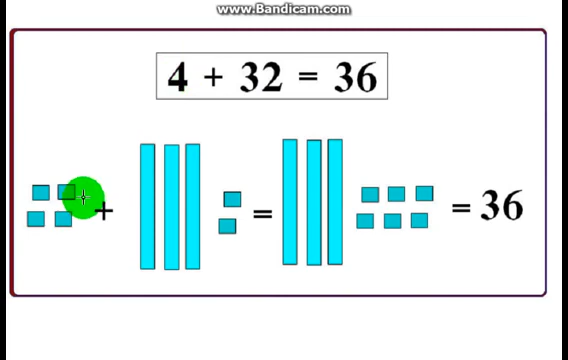 www.Bandicam.com
4 + 32 = 36
+ = = 36